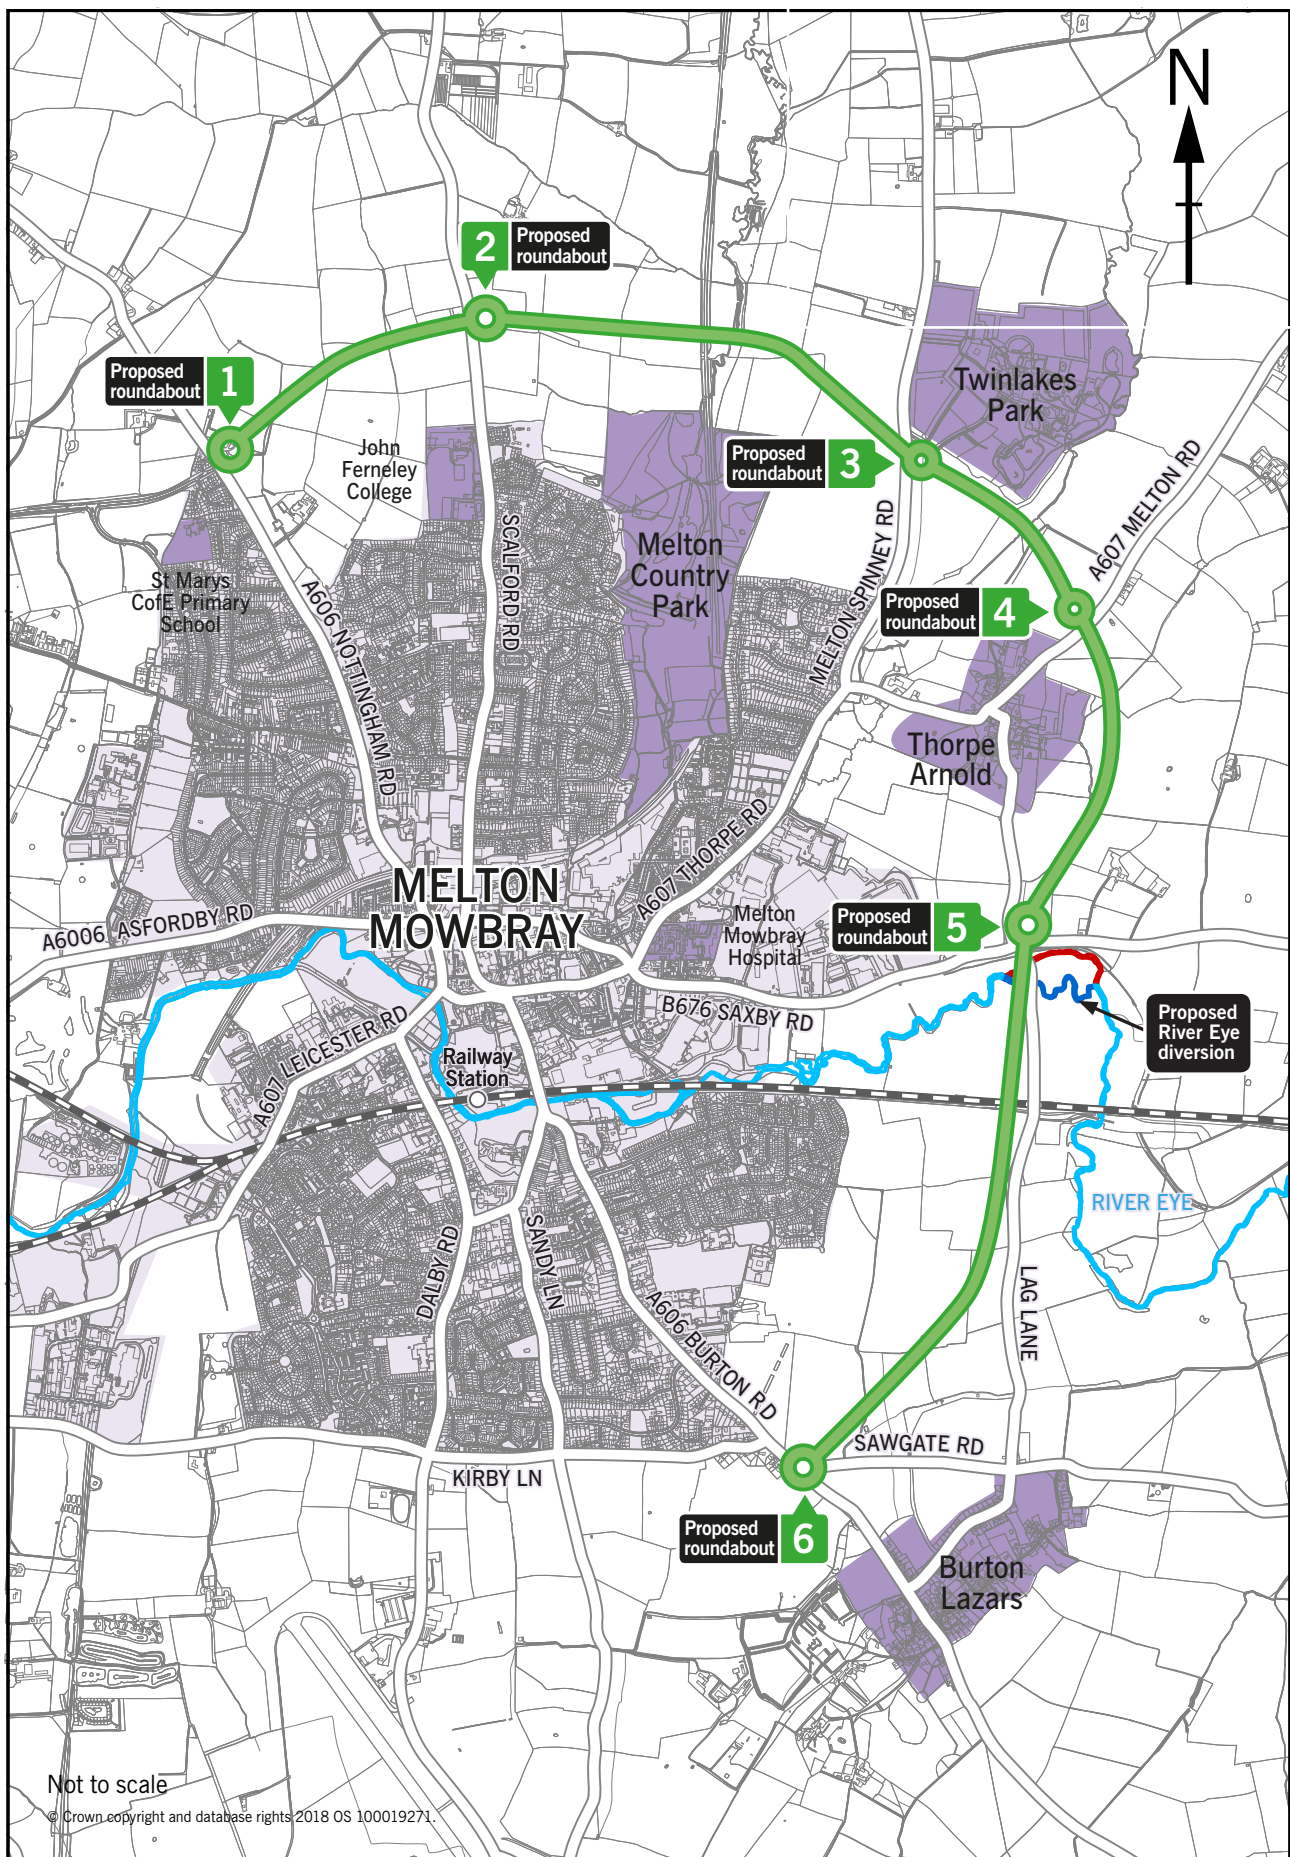 N
2
Proposed
roundabout
Proposed
roundabout
1
Twinlakes
Park
John
Ferneley
College
Proposed
roundabout
3
A607 MELTON RD
SCALFORD RD
MELTON SPINNEY RD
Melton
Country
Park
St Marys
CofE Primary
School
A606 NOTTINGHAM RD
Proposed
roundabout
4
Thorpe
Arnold
A607 THORPE RD
MELTON
MOWBRAY
A6006 ASFORDBY RD
Melton
Mowbray
Hospital
Proposed
roundabout
5
B676 SAXBY RD
Proposed
River Eye
diversion
A607 LEICESTER RD
Railway
Station
RIVER EYE
DALBY RD
SANDY LN
LAG LANE
A606 BURTON RD
SAWGATE RD
KIRBY LN
Proposed
roundabout
6
Burton
Lazars
Not to scale
© Crown copyright and database rights 2018 OS 100019271.